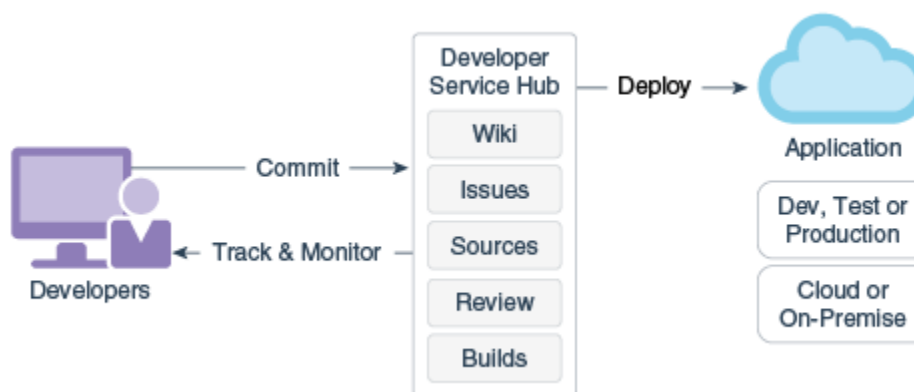 Developers
Commit
Track & Monitor
Developer
Service Hub
Wiki
Issues
Sources
Review
Builds
Deploy
Application
Dev, Test or
Production
Cloud or
On-Premise